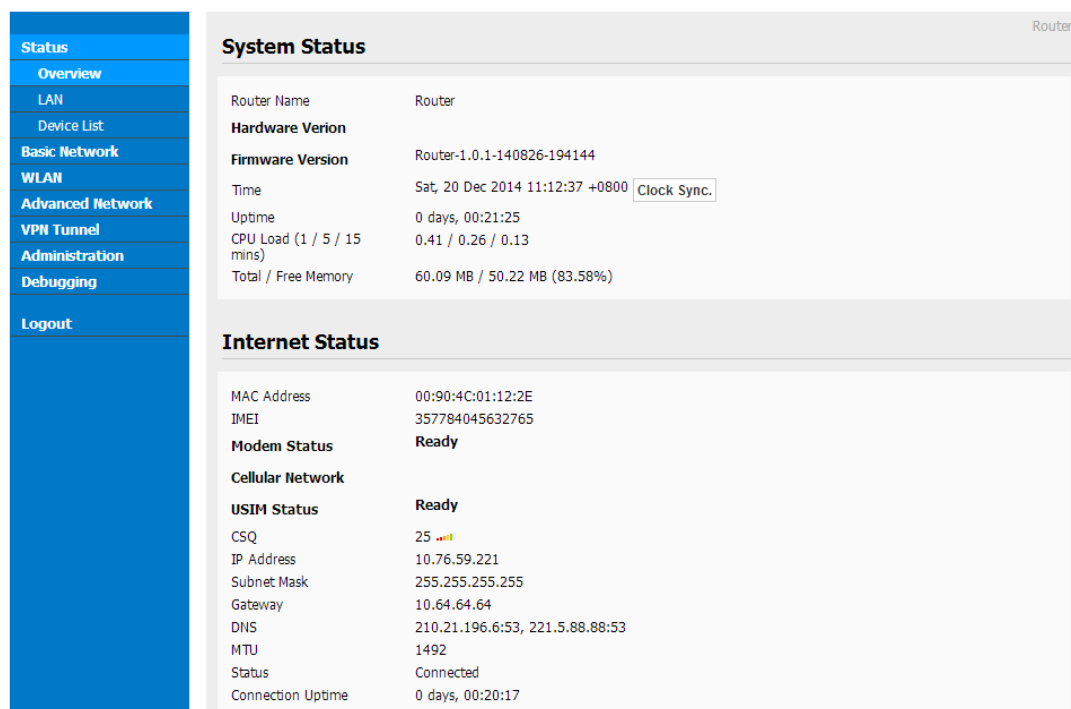 Router
Status
Overview
LAN
Device List
Basic Network
WLAN
Advanced Network
VPN Tunnel
Administration
Debugging
Logout
System Status
Router Name Router
Hardware Verion
Firmware Version Router-1.0.1-140826-194144
Time Sat, 20 Dec 2014 11:12:37 +0800 Clock Sync.
Uptime 0 days, 00:21:25
CPU Load (1 / 5 / 15 0.41 / 0.26 / 0.13
mins)
Total / Free Memory 60.09 MB / 50.22 MB (83.58%)
Internet Status
MAC Address 00:90:4C:01:12:2E
IMEI 357784045632765
Modem Status Ready
Cellular Network
USIM Status Ready
CSQ 25
IP Address 10.76.59.221
Subnet Mask 255.255.255.255
Gateway 10.64.64.64
DNS 210.21.196.6:53, 221.5.88.88:53
MTU 1492
Status Connected
Connection Uptime 0 days, 00:20:17